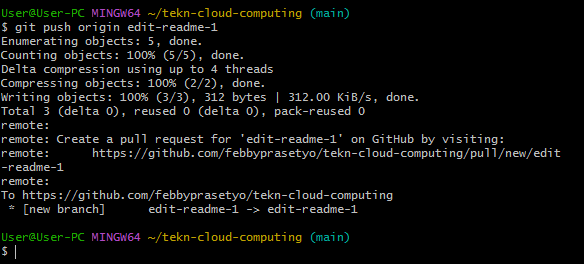 User@User-PC MINGW64 ~/tekn-cloud-computing (main)
$ git push origin edit-readme-1
Enumerating objects: 5, done.
Counting objects: 100% (5/5), done.
Delta compression using up to 4 threads
Compressing objects: 100% (2/2), done.
Writing objects: 100% (3/3), 312 bytes | 312.00 KiB/s, done.
Total 3 (delta 0), reused 0 (delta 0), pack-reused 0
remote:
remote: Create a pull request for 'edit-readme-1' on GitHub by visiting:
remote:      https://github.com/febbyprasetyo/tekn-cloud-computing/pull/new/edit
-readme-1
remote:
To https://github.com/febbyprasetyo/tekn-cloud-computing
 * [new branch]      edit-readme-1 -> edit-readme-1
User@User-PC MINGW64 ~/tekn-cloud-computing (main)
$